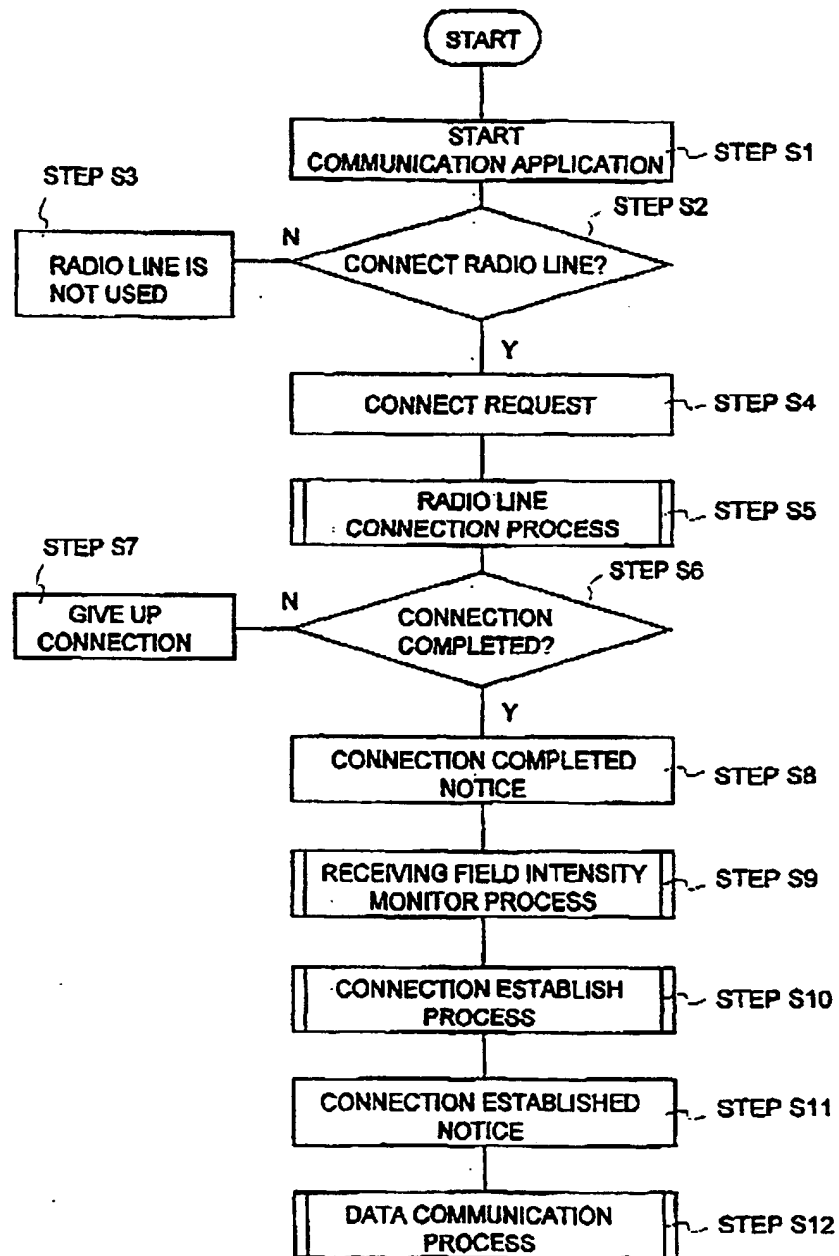 START
START
COMMUNICATION APPLICATION
STEP S1
STEP S3
STEP S2
N
RADIO LINE IS
NOT USED
CONNECT RADIO LINE?
Y
CONNECT REQUEST
STEP S4
RADIO LINE
CONNECTION PROCESS
STEP S5
STEP S7
STEP S6
N
GIVE UP
CONNECTION
CONNECTION
COMPLETED?
Y
CONNECTION COMPLETED
NOTICE
STEP S8
RECEIVING FIELD INTENSITY
MONITOR PROCESS
STEP S9
CONNECTION ESTABLISH
PROCESS
STEP S10
CONNECTION ESTABLISHED
NOTICE
STEP S11
DATA COMMUNICATION
PROCESS
STEP S12